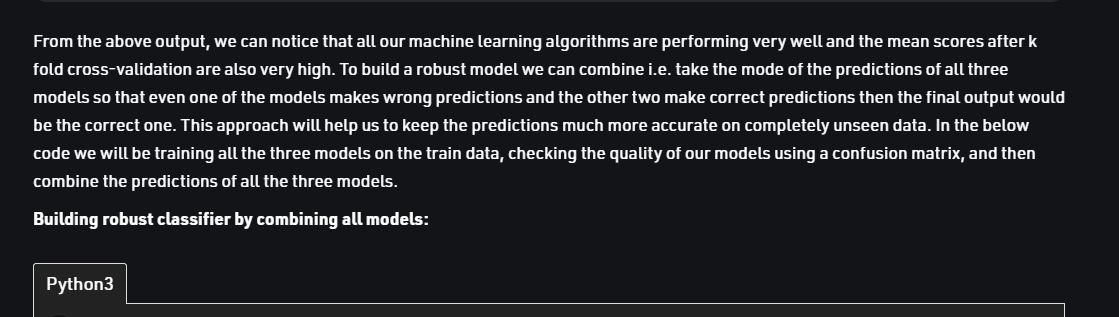 From the above output, we can notice that all our machine learning algorithms are performing very well and the mean scores after k
fold cross-validation are also very high. To build a robust model we can combine i.e. take the mode of the predictions of all three
models so that even one of the models makes wrong predictions and the other two make correct predictions then the final output would
be the correct one. This approach will help us to keep the predictions much more accurate on completely unseen data. In the below
code we will be training all the three models on the train data, checking the quality of our models using a confusion matrix, and then
combine the predictions of all the three models.
Building robust classifier by combining all models:
Python3